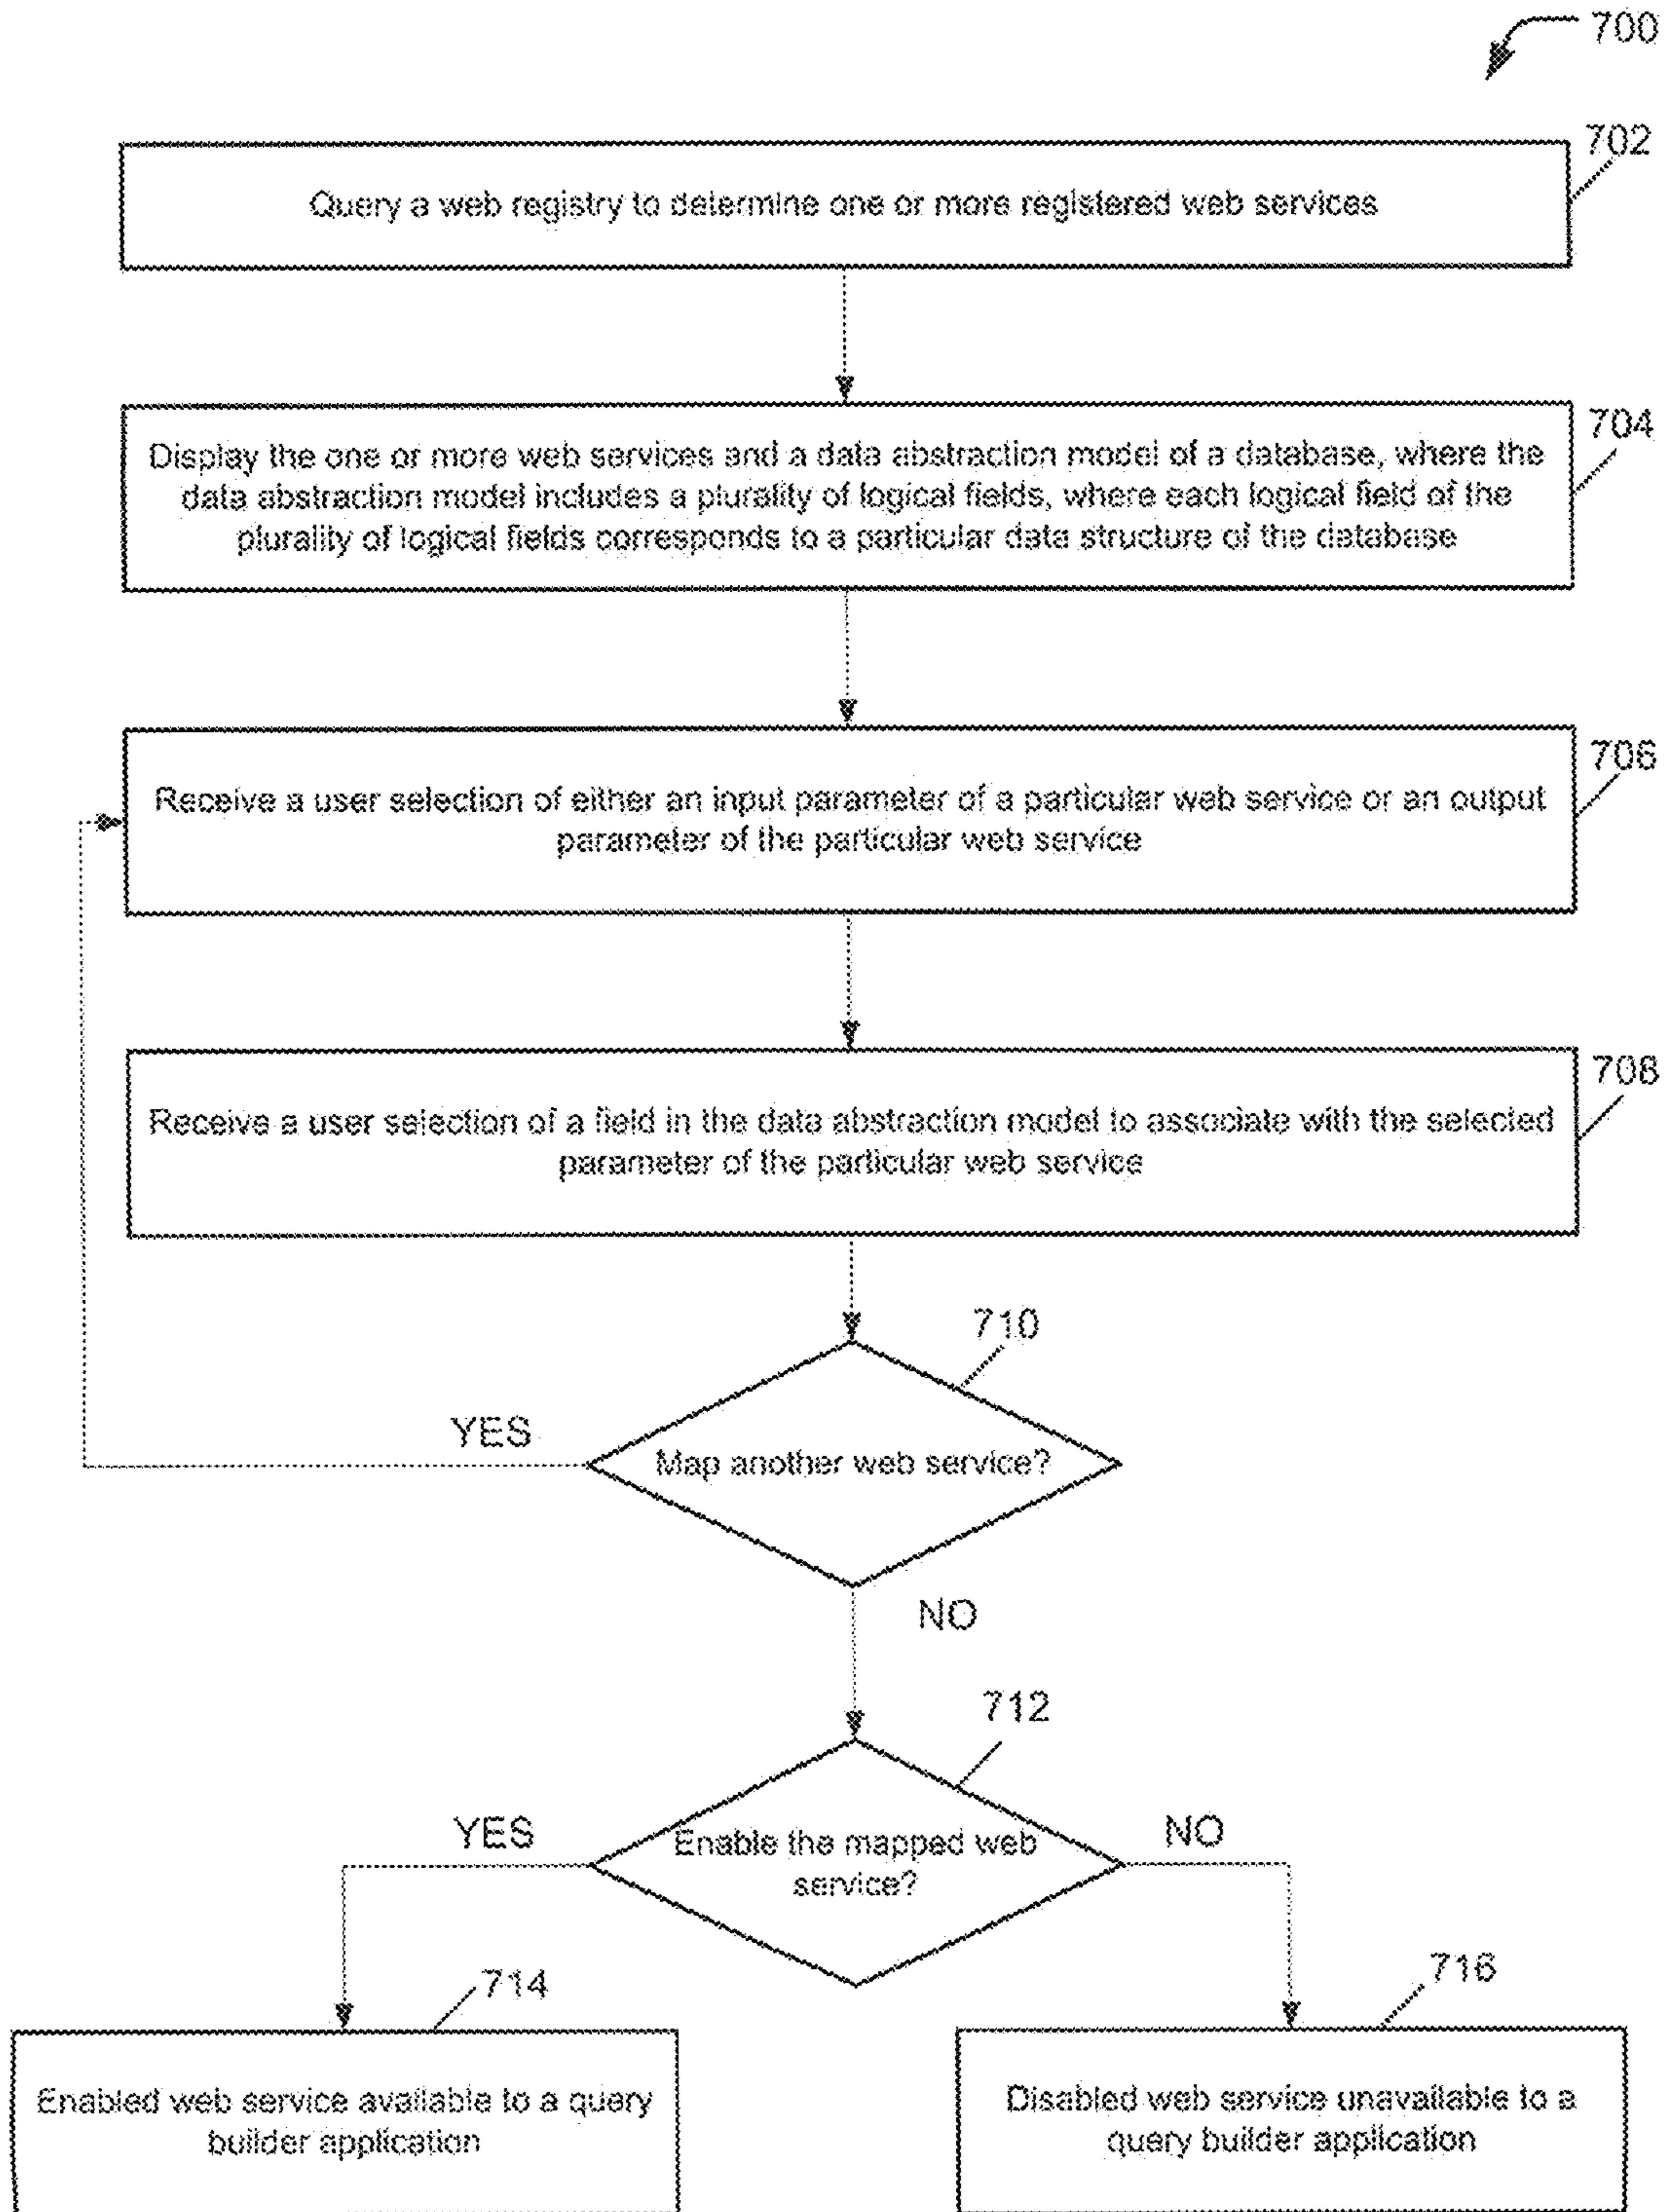 700
702
Query a web registry to determine one or more registered web services
704
Display the one or more web services and a data abstraction model of a database, where the
data abstraction model includes a plurality of logical fields, where each logical field of the
plurality of logical fields corresponds to a particular data structure of the database
706
Receive a user selection of either an input parameter of a particular web service or an output
parameter of the particular web service
708
Receive a user selection of a field in the data abstraction model to associate with the selected
parameter of the particular web service
710
YES
Map another web service?
NO
712
YES
Enable the mapped web
service?
NO
714
716
Enabled web service available to a query
builder application
Disabled web service unavailable to a
query builder application